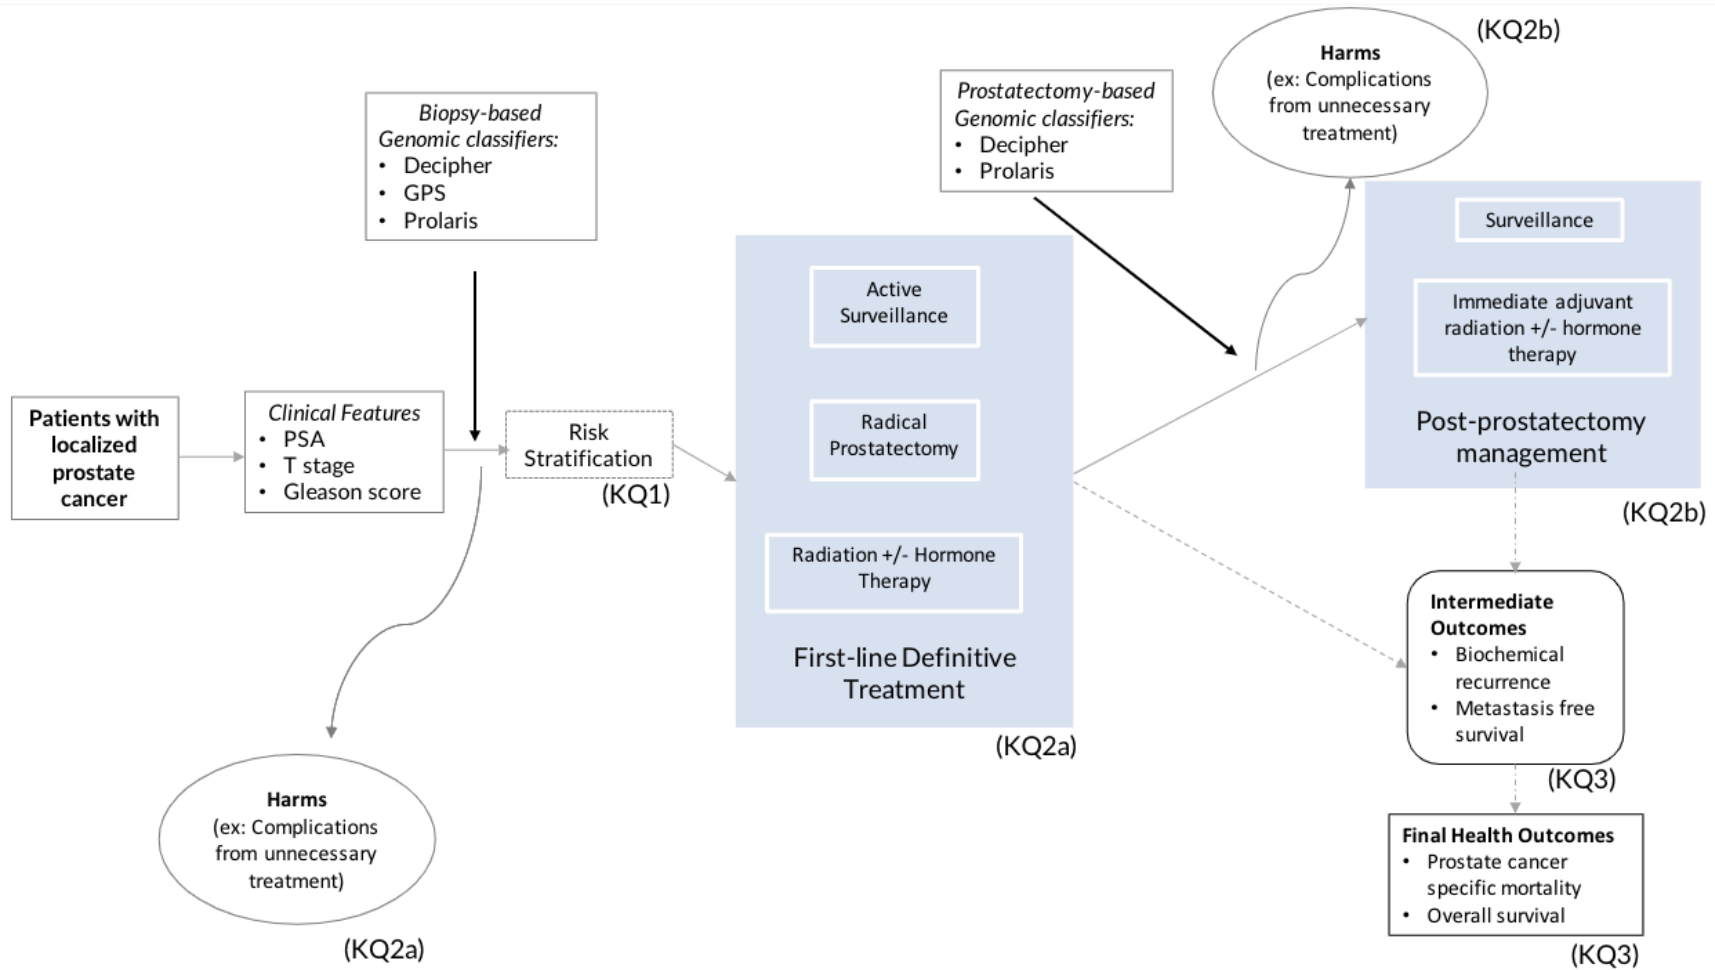 Patients with
localized
prostate
cancer
Clinical Features
• PSA
• T stage
• Gleason score
Biopsy-based
Genomic classifiers:
• Decipher
• GPS
• Prolaris
Risk
Stratification
(KQ1)
Harms
(ex: Complications
from unnecessary
treatment)
(KQ2a)
Active
Surveillance
Radical
Prostatectomy
Radiation +/- Hormone
Therapy
First-line Definitive
Treatment
(KQ2a)
Prostatectomy-based
Genomic classifiers:
• Decipher
• Prolaris
Harms
(ex: Complications
from unnecessary
treatment)
(KQ2b)
Surveillance
Immediate adjuvant
radiation +/- hormone
therapy
Post-prostatectomy
management
(KQ2b)
Intermediate
Outcomes
• Biochemical
recurrence
• Metastasis free
survival
(KQ3)
Final Health Outcomes
• Prostate cancer
specific mortality
• Overall survival
(KQ3)